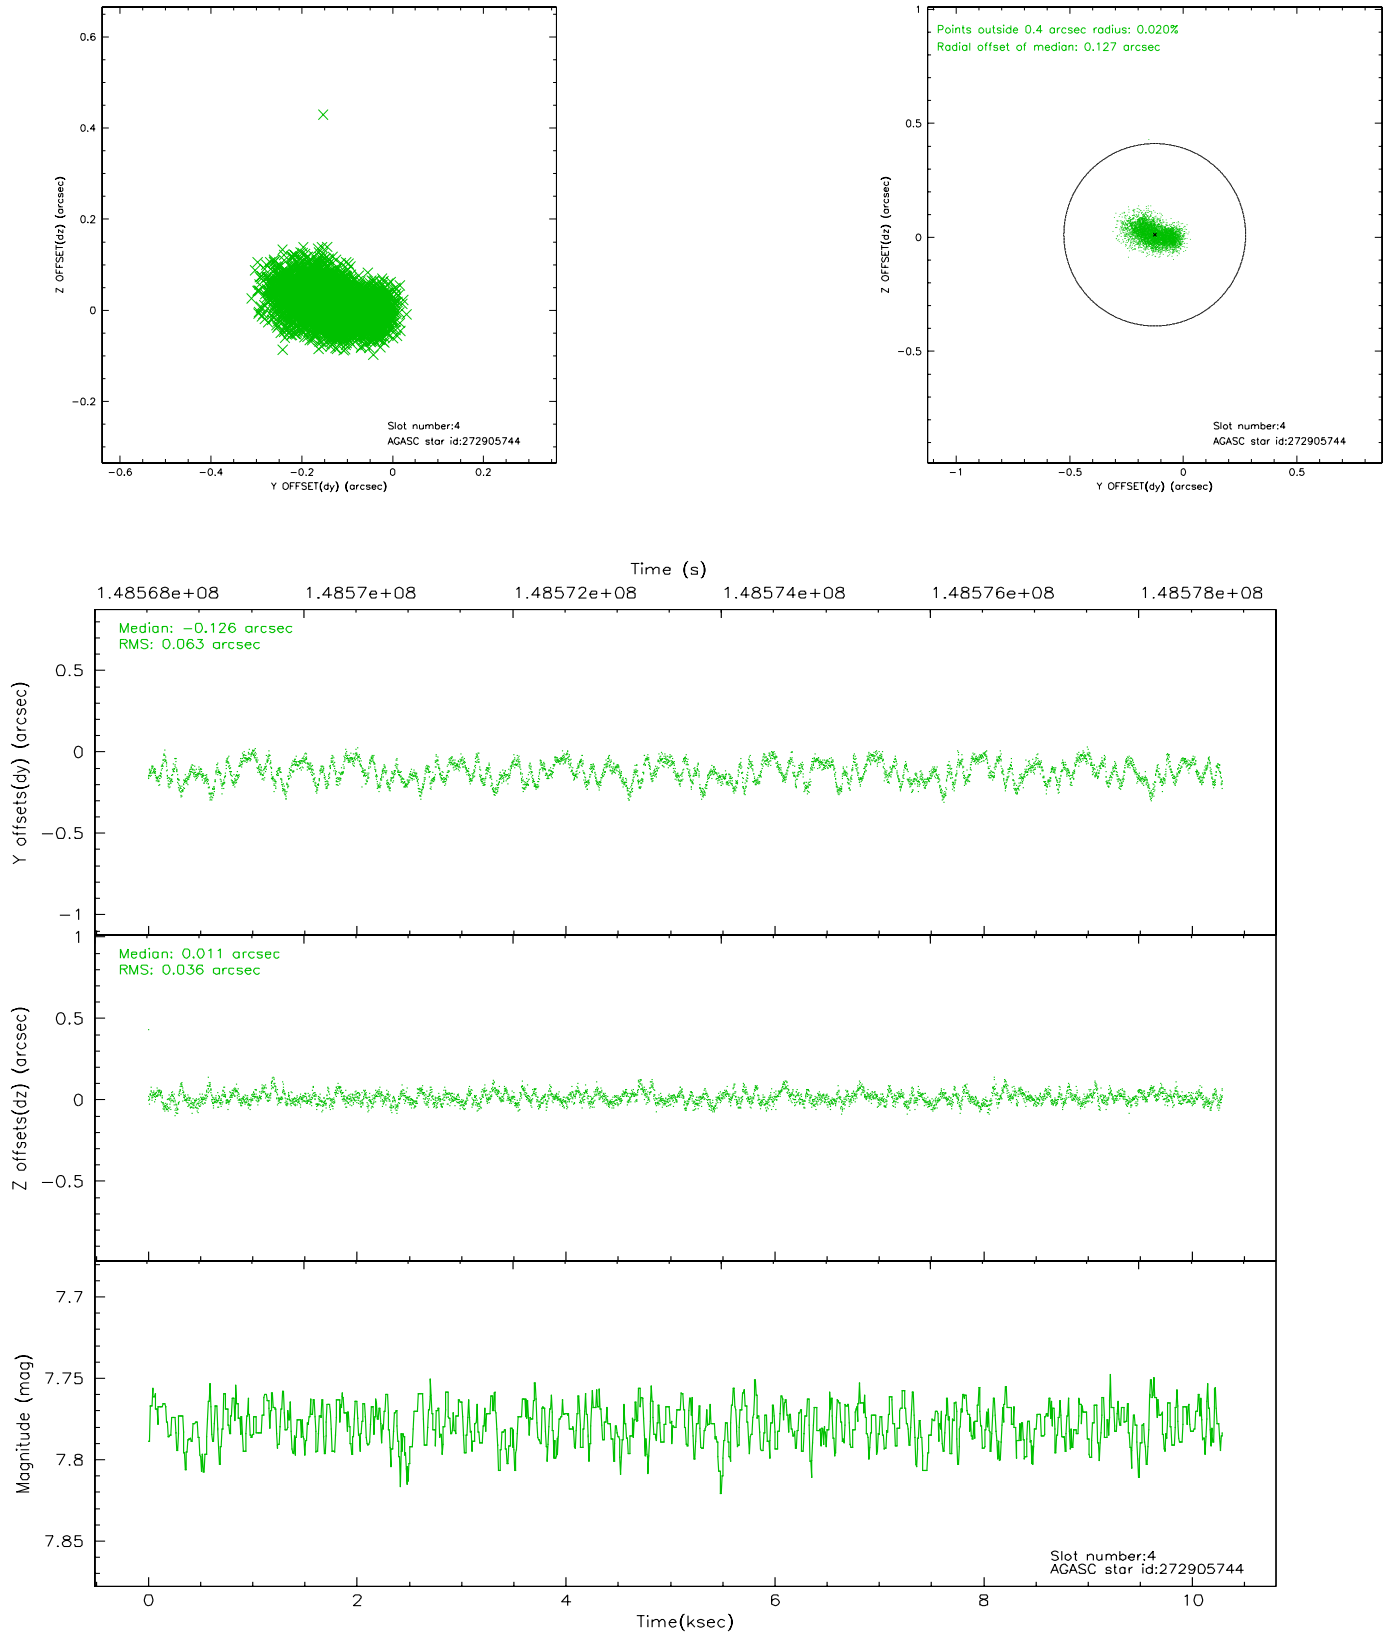 0.6
0.4
0.2
0
−0.2
Z OFFSET(dz) (arcsec)
Slot number:4
AGASC star id:272905744
−0.6 −0.4 −0.2 0 0.2
Y OFFSET(dy) (arcsec)
1
0.5
0
−0.5
Z OFFSET(dz) (arcsec)
Points outside 0.4 arcsec radius: 0.020%
Radial offset of median: 0.127 arcsec
Slot number:4
AGASC star id:272905744
−1 −0.5 0 0.5
Y OFFSET(dy) (arcsec)
Time (s)
1.48568e+08 1.4857e+08 1.48572e+08 1.48574e+08 1.48576e+08 1.48578e+08
Median: −0.126 arcsec
RMS: 0.063 arcsec
0.5
0
−0.5
−1
Y offsets(dy) (arcsec)
Median: 0.011 arcsec
RMS: 0.036 arcsec
1
0.5
0
−0.5
Z offsets(dz) (arcsec)
7.7
7.75
7.8
7.85
Magnitude (mag)
Slot number:4
AGASC star id:272905744
0 2 4 6 8 10
Time(ksec)